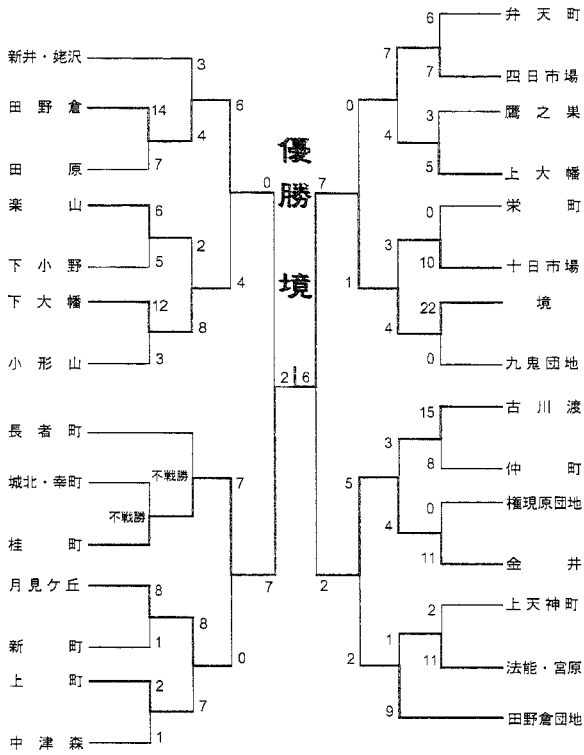 新井・姥沢
3
田野倉
14
6
4
田原
7
0
楽山
6
2
下小野
5
4
下大幡
12
8
小形山
3
優勝 境
2 6
長者町
不戦勝
7
城北・幸町
不戦勝
桂町
7
月見ケ丘
8
8
新町
1
0
上町
2
7
中津森
1
6
弁天町
7
7
四日市場
0
3
鷹之巣
4
5
上大幡
7
0
栄町
3
10
十日市場
1
22
境
4
0
九鬼団地
15
古川渡
3
8
仲町
5
0
権現原団地
4
11
金井
2
2
上天神町
1
11
法能・宮原
2
9
田野倉団地